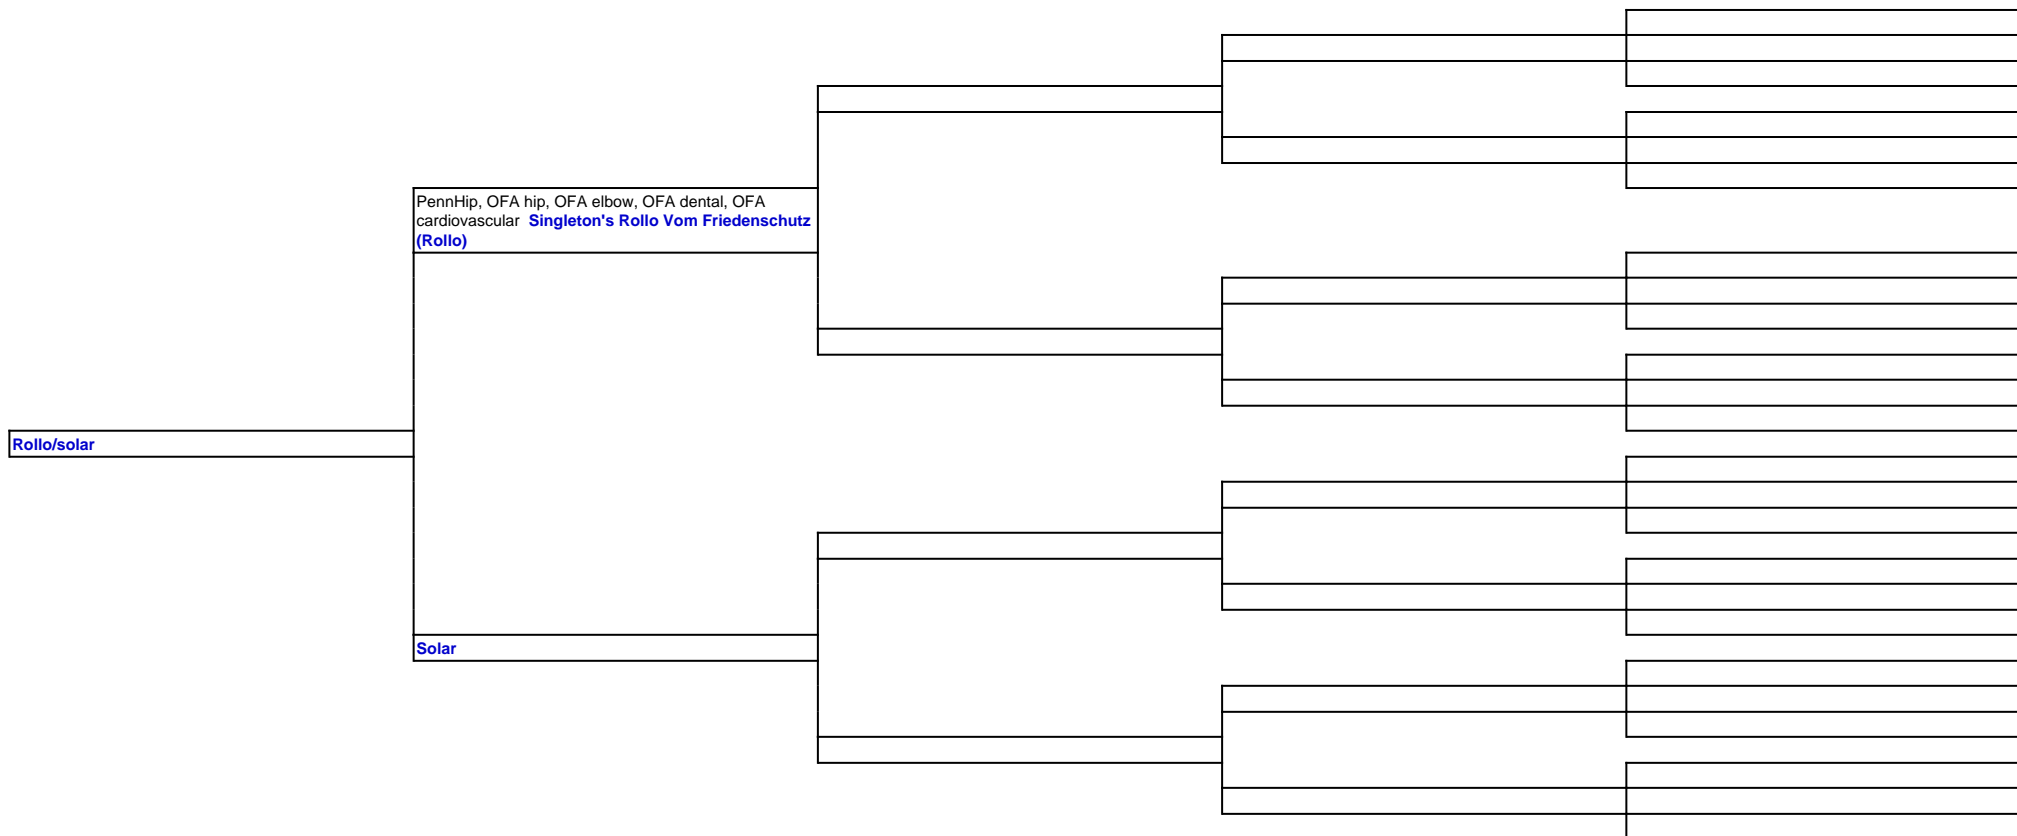 PennHip, OFA hip, OFA elbow, OFA dental, OFA
cardiovascular  Singleton's Rollo Vom Friedenschutz
(Rollo)
Rollo/solar
Solar